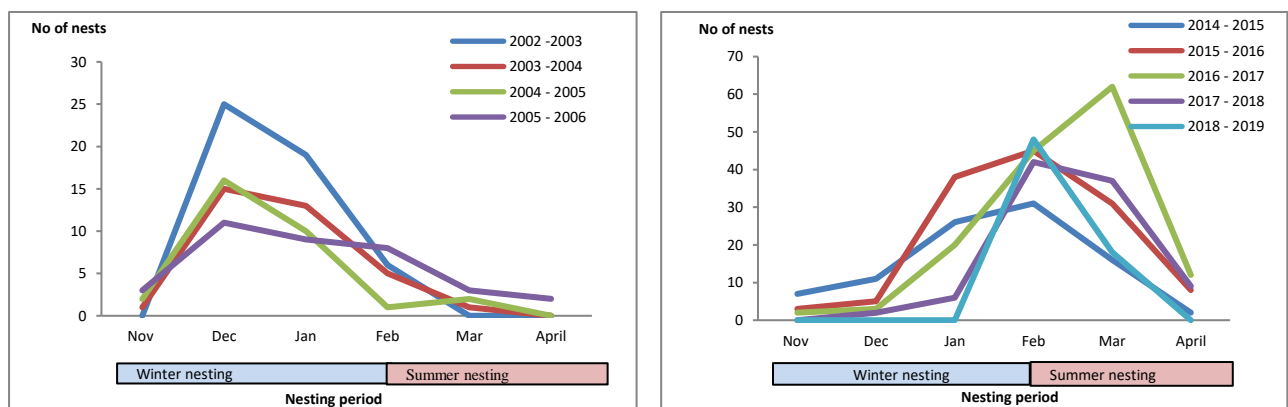 No of nests
2002 -2003
2003 -2004
2004 - 2005
2005 - 2006
30
25
20
15
10
5
0
Nov Dec Jan Feb Mar April
Winter nesting Summer nesting
Nesting period
No of nests
2014 - 2015
2015 - 2016
2016 - 2017
2017 - 2018
2018 - 2019
70
60
50
40
30
20
10
0
Nov Dec Jan Feb Mar April
Winter nesting Summer nesting
Nesting period